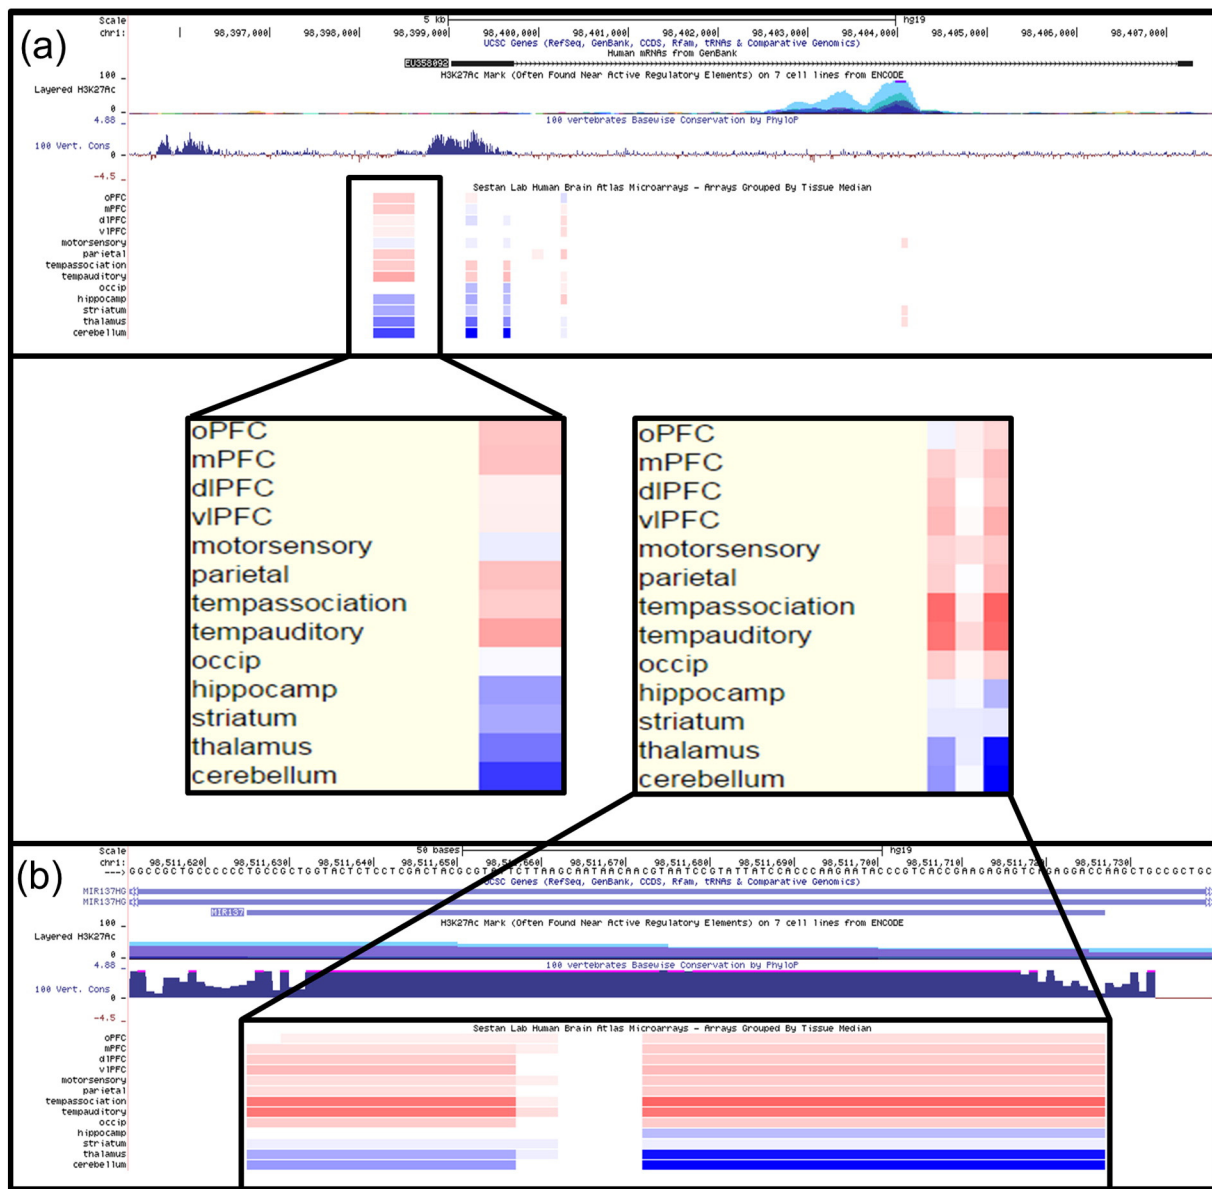 (a)
Scale 5 kb hg19
chr1: 98,397,000 98,398,000 98,399,000 98,400,000 98,401,000 98,402,000 98,403,000 98,404,000 98,405,000 98,406,000 98,407,000
UCSC Genes (RefSeq, GenBank, CCDS, Rfam, tRNAs & Comparative Genomics)
Human mRNAs from GenBank
EU358092
H3K27Ac Mark (Often Found Near Active Regulatory Elements) on 7 cell lines from ENCODE
100
Layered H3K27Ac
0
100 vertebrates Basewise Conservation by PhyloP
4.88
100 Vert. Cons
0
-4.5
Sestan Lab Human Brain Atlas Microarrays - Arrays Grouped By Tissue Median
oPFC
mPFC
dlPFC
vlPFC
motorsensory
parietal
tempassociation
tempauditory
occip
hippocamp
striatum
thalamus
cerebellum
oPFC
mPFC
dlPFC
vlPFC
motorsensory
parietal
tempassociation
tempauditory
occip
hippocamp
striatum
thalamus
cerebellum
oPFC
mPFC
dlPFC
vlPFC
motorsensory
parietal
tempassociation
tempauditory
occip
hippocamp
striatum
thalamus
cerebellum
(b)
Scale 50 bases hg19
chr1: 98,511,620 98,511,630 98,511,640 98,511,650 98,511,660 98,511,670 98,511,680 98,511,690 98,511,700 98,511,710 98,511,720 98,511,730
--->
UCSC Genes (RefSeq, GenBank, CCDS, Rfam, tRNAs & Comparative Genomics)
MIR137HG
MIR137HG
MIR137
H3K27Ac Mark (Often Found Near Active Regulatory Elements) on 7 cell lines from ENCODE
100
Layered H3K27Ac
0
100 vertebrates Basewise Conservation by PhyloP
4.88
100 Vert. Cons
0
-4.5
Sestan Lab Human Brain Atlas Microarrays - Arrays Grouped By Tissue Median
oPFC
mPFC
dlPFC
vlPFC
motorsensory
parietal
tempassociation
tempauditory
occip
hippocamp
striatum
thalamus
cerebellum